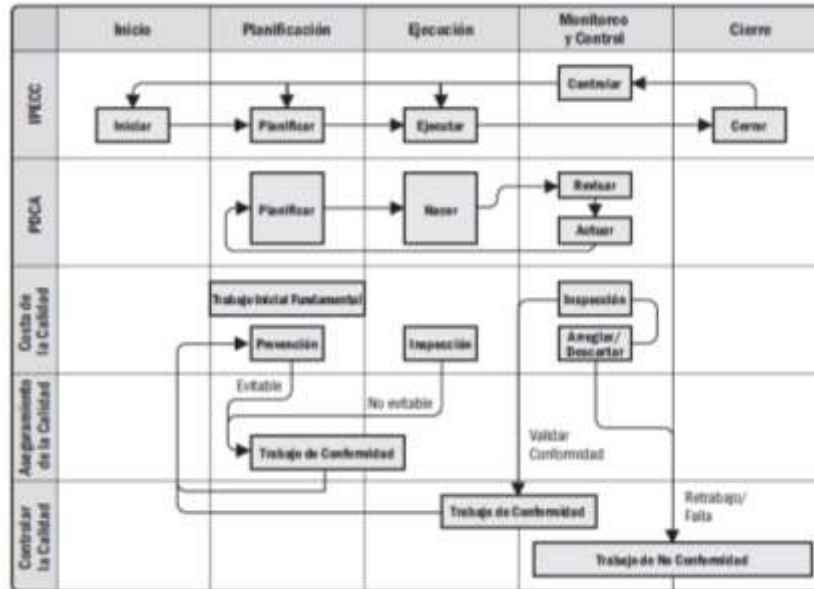 Inicio
Planificación
Ejecución
Monitoreo
y Control
Cierre
IIPECC
Controlar
Iniciar
Planificar
Ejecutar
Cerrar
PDCA
Planificar
Hacer
Revisar
Actuar
Costo de
la Calidad
Trabajo Inicial Fundamental
Inspección
Prevención
Inspección
Arreglar/
Descartar
Aseguramiento
de la Calidad
Evitable
No evitable
Validar
Conformidad
Trabajo de Conformidad
Controlar
la Calidad
Retrabajo/
Falla
Trabajo de Conformidad
Trabajo de No Conformidad